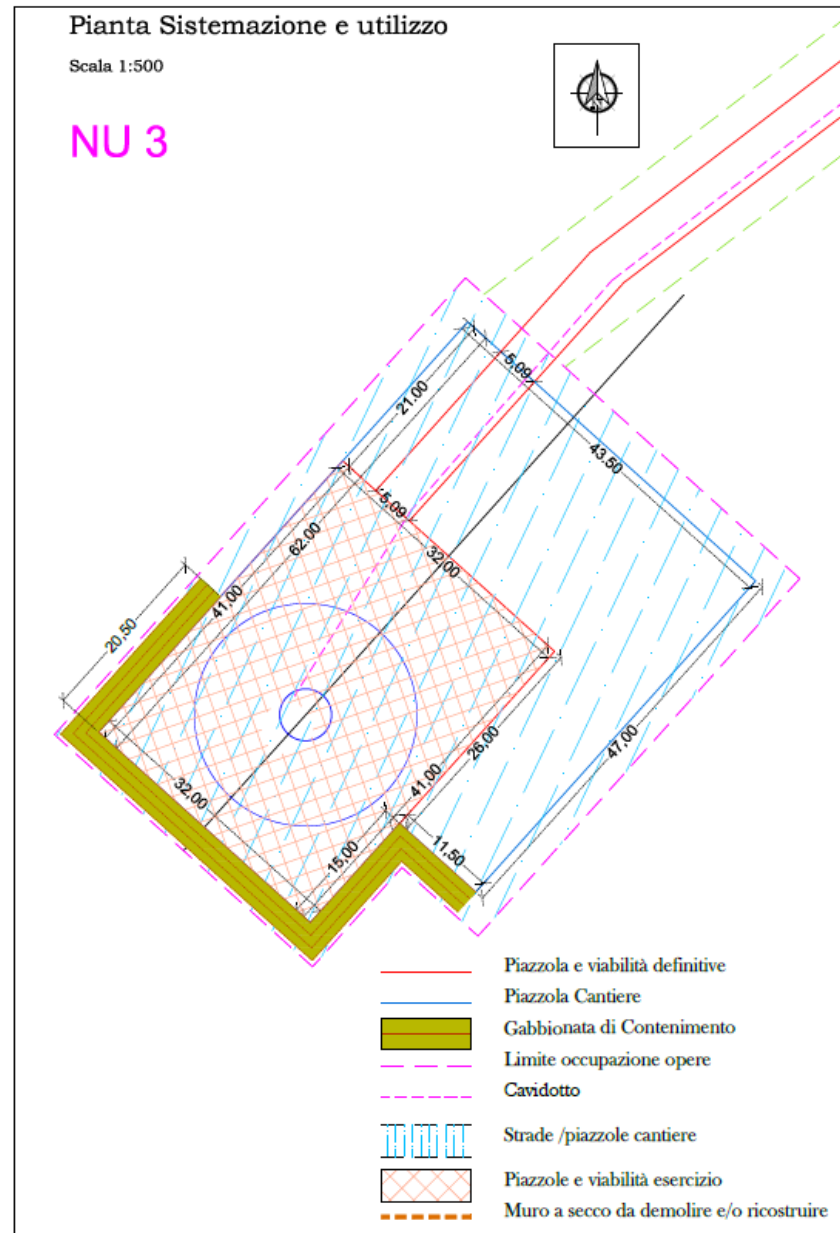 Pianta Sistemazione e utilizzo
Scala 1:500
NU 3
5.09
21.00
43.50
5.09
62.00
32.00
41,00
20,50
47,00
26,00
41,00
32,00
11,50
15,00
Piazzola e viabilità definitive
Piazzola Cantiere
Gabbionata di Contenimento
Limite occupazione opere
Cavidotto
Strade /piazzole cantiere
Piazzole e viabilità esercizio
Muro a secco da demolire e/o ricostruire